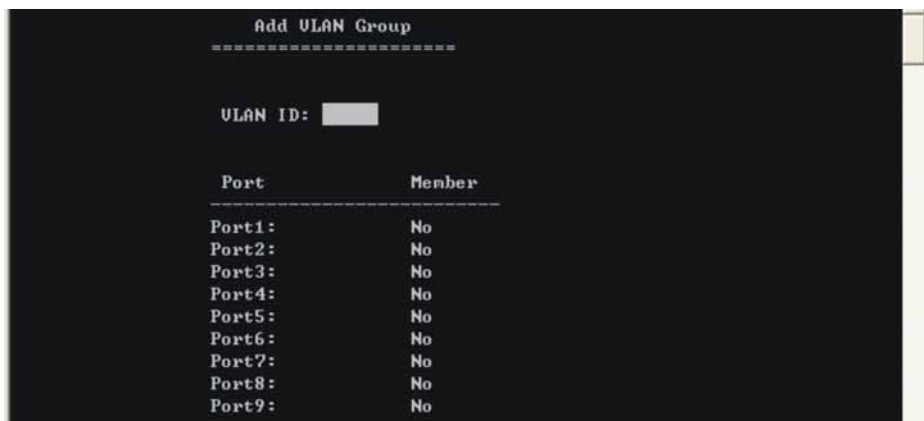 Add VLAN Group
======================
VLAN ID:
Port Member
--------------------------
Port1: No
Port2: No
Port3: No
Port4: No
Port5: No
Port6: No
Port7: No
Port8: No
Port9: No